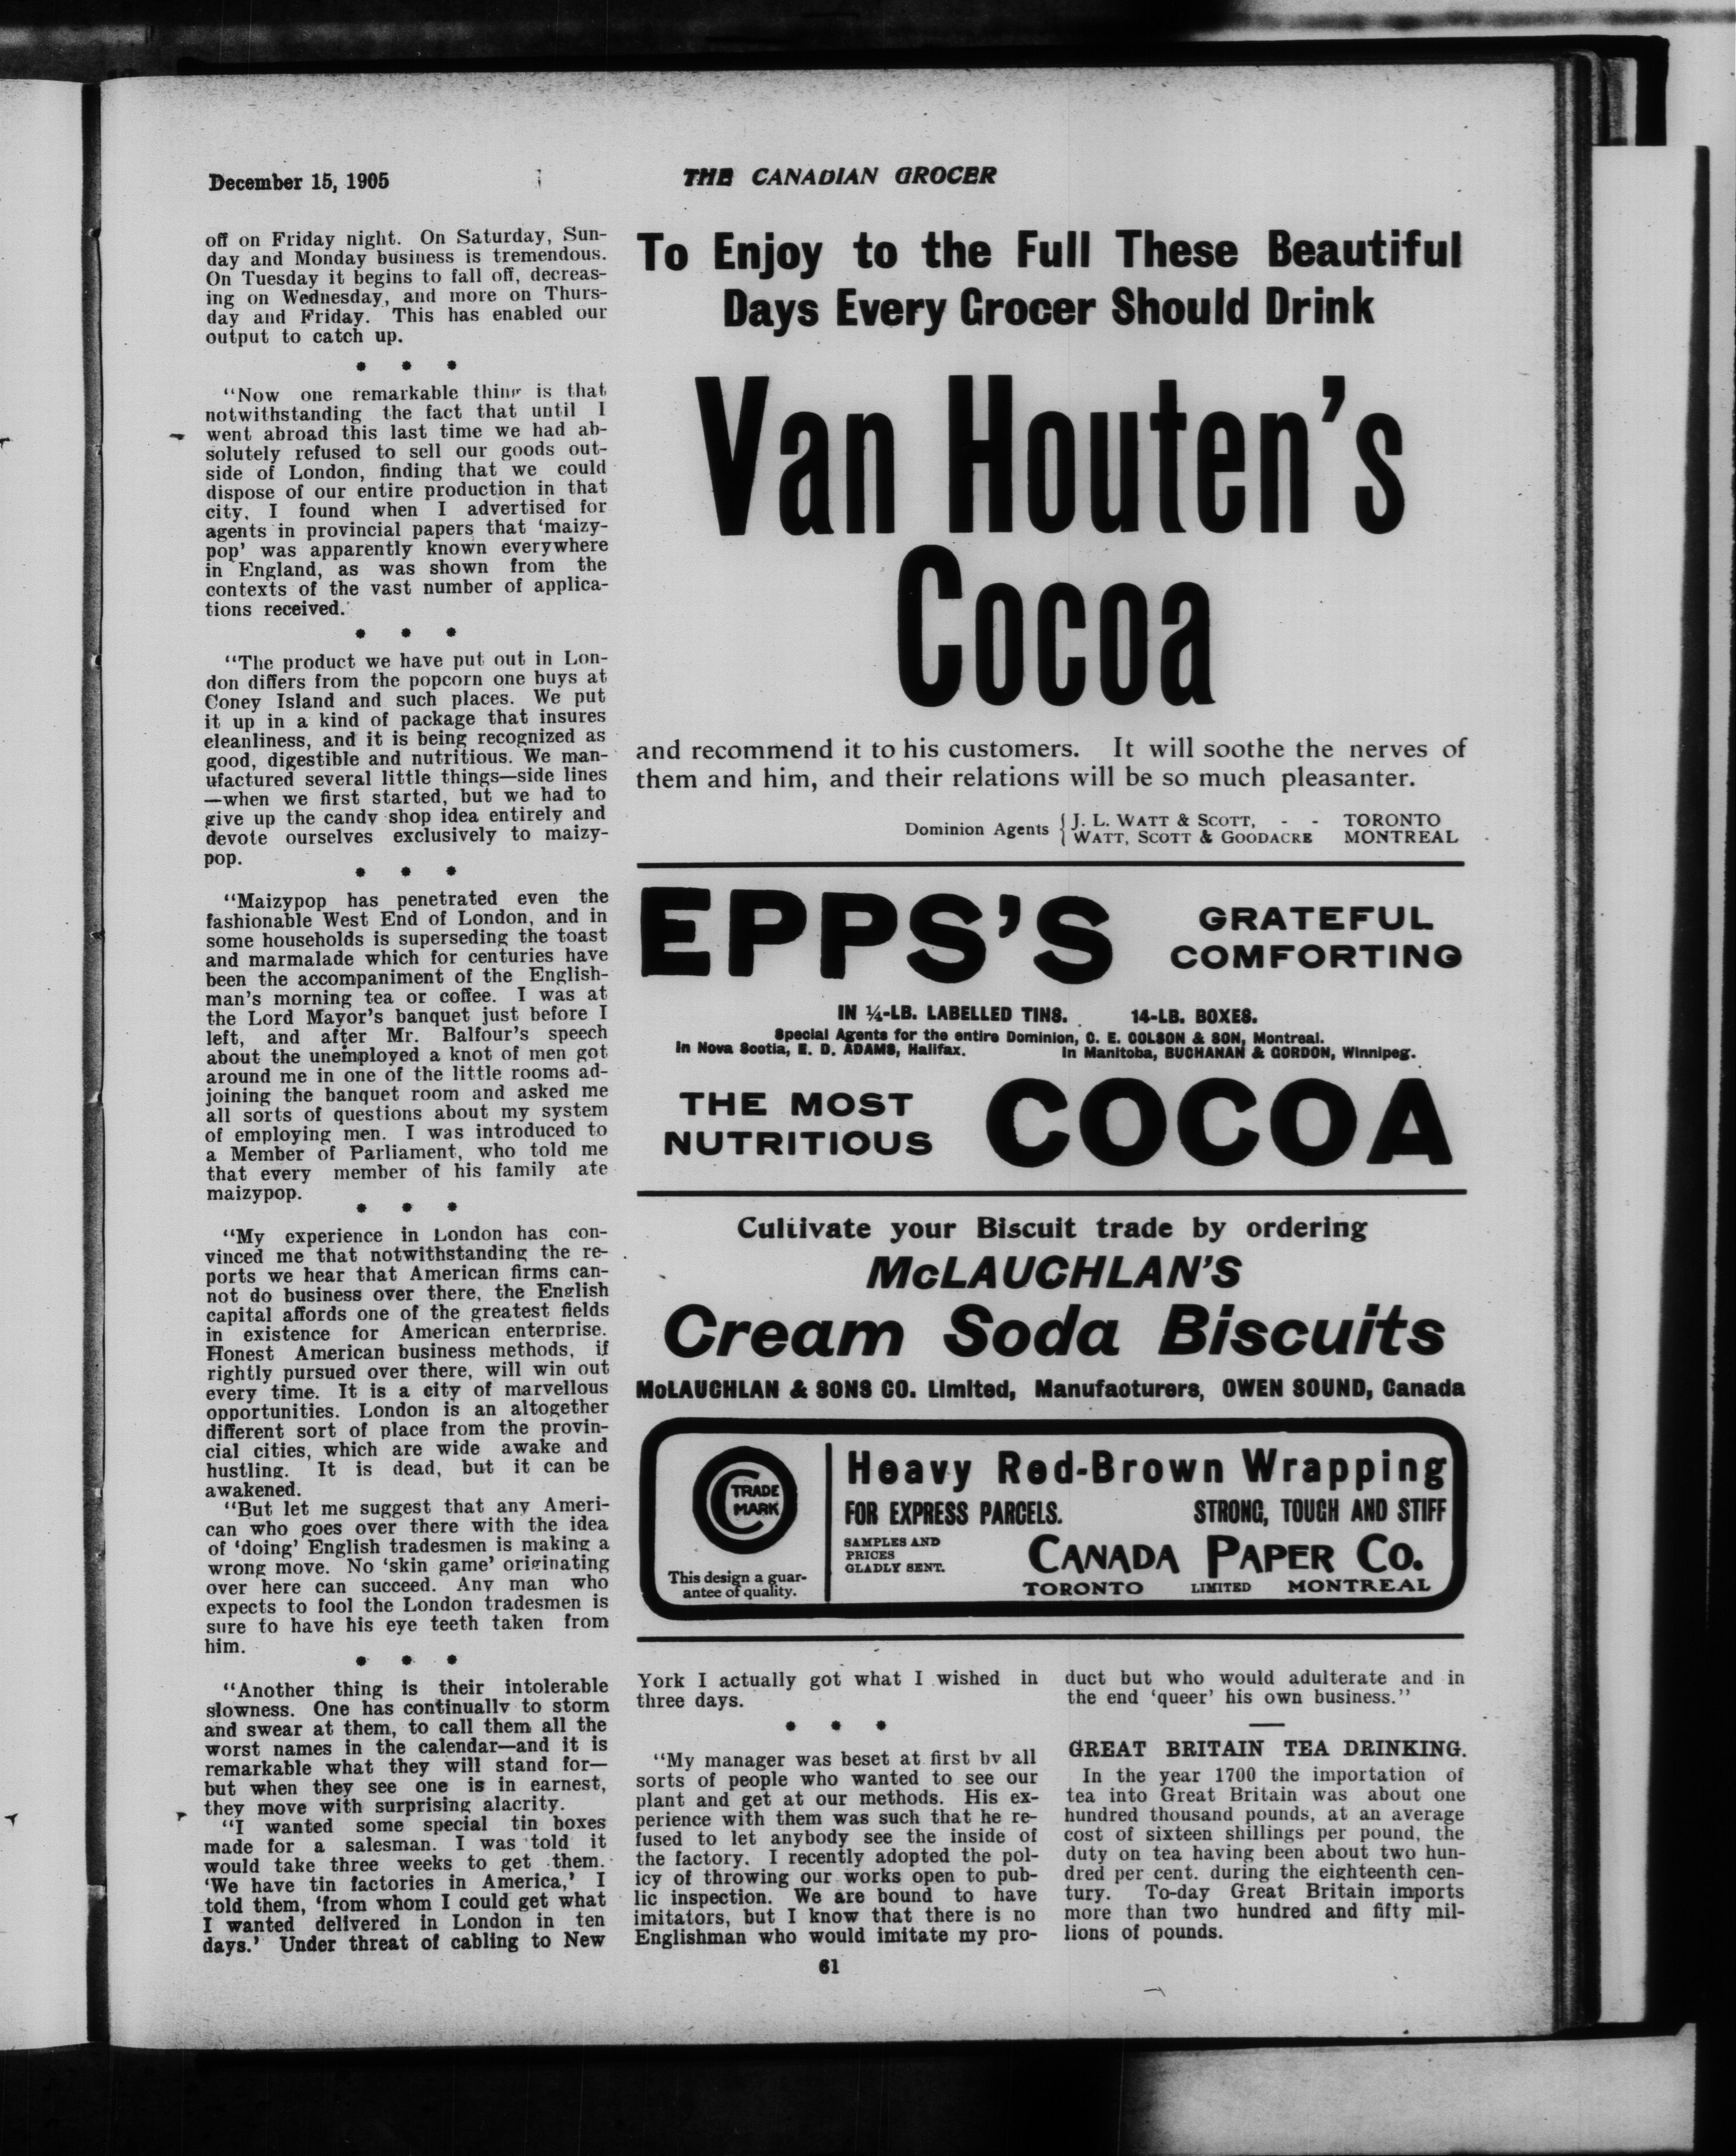 December 15, 1905
THE CANADIAN GROCER
off on Friday night. On Saturday, Sun-
day and Monday business is tremendous.
On Tuesday it begins to fall off, decreas-
ing on Wednesday, and more on Thurs-
day and Friday. This has enabled our
output to catch up.
* * *
"Now one remarkable thing is that
notwithstanding the fact that until I
went abroad this last time we had ab-
solutely refused to sell our goods out-
side of London, finding that we could
dispose of our entire production in that
city, I found when I advertised for
agents in provincial papers that 'maizy-
pop' was apparently known everywhere
in England, as was shown from the
contexts of the vast number of applica-
tions received.
* * *
"The product we have put out in Lon-
don differs from the popcorn one buys at
Coney Island and such places. We put
it up in a kind of package that insures
cleanliness, and it is being recognized as
good, digestible and nutritious. We man-
ufactured several little things—side lines
—when we first started, but we had to
give up the candy shop idea entirely and
devote ourselves exclusively to maizy-
pop.
* * *
"Maizypop has penetrated even the
fashionable West End of London, and in
some households is superseding the toast
and marmalade which for centuries have
been the accompaniment of the English-
man's morning tea or coffee. I was at
the Lord Mayor's banquet just before I
left, and after Mr. Balfour's speech
about the unemployed a knot of men got
around me in one of the little rooms ad-
joining the banquet room and asked me
all sorts of questions about my system
of employing men. I was introduced to
a Member of Parliament, who told me
that every member of his family ate
maizypop.
* * *
"My experience in London has con-
vinced me that notwithstanding the re-
ports we hear that American firms can-
not do business over there, the English
capital affords one of the greatest fields
in existence for American enterprise.
Honest American business methods, if
rightly pursued over there, will win out
every time. It is a city of marvellous
opportunities. London is an altogether
different sort of place from the provin-
cial cities, which are wide awake and
hustling. It is dead, but it can be
awakened.
"But let me suggest that any Ameri-
can who goes over there with the idea
of 'doing' English tradesmen is making a
wrong move. No 'skin game' originating
over here can succeed. Any man who
expects to fool the London tradesmen is
sure to have his eye teeth taken from
him.
* * *
"Another thing is their intolerable
slowness. One has continually to storm
and swear at them, to call them all the
worst names in the calendar—and it is
remarkable what they will stand for—
but when they see one is in earnest,
they move with surprising alacrity.
"I wanted some special tin boxes
made for a salesman. I was told it
would take three weeks to get them.
'We have tin factories in America,' I
told them, 'from whom I could get what
I wanted delivered in London in ten
days.' Under threat of cabling to New
To Enjoy to the Full These Beautiful
Days Every Grocer Should Drink
Van Houten's
Cocoa
and recommend it to his customers. It will soothe the nerves of
them and him, and their relations will be so much pleasanter.
Dominion Agents { J. L. WATT & SCOTT, - - TORONTO
WATT, SCOTT & GOODACRE MONTREAL
EPPS'S
GRATEFUL
COMFORTING
IN ¼-LB. LABELLED TINS. 14-LB. BOXES.
Special Agents for the entire Dominion, C. E. COLSON & SON, Montreal.
In Nova Scotia, E. D. ADAMS, Halifax. In Manitoba, BUCHANAN & GORDON, Winnipeg.
THE MOST
NUTRITIOUS
COCOA
Cultivate your Biscuit trade by ordering
McLAUCHLAN'S
Cream Soda Biscuits
McLAUCHLAN & SONS CO. Limited, Manufacturers, OWEN SOUND, Canada
C
TRADE
MARK
C
This design a guar-
antee of quality.
Heavy Red-Brown Wrapping
FOR EXPRESS PARCELS. STRONG, TOUGH AND STIFF
SAMPLES AND
PRICES
GLADLY SENT.
CANADA PAPER CO.
TORONTO LIMITED MONTREAL
York I actually got what I wished in
three days.
* * *
"My manager was beset at first by all
sorts of people who wanted to see our
plant and get at our methods. His ex-
perience with them was such that he re-
fused to let anybody see the inside of
the factory. I recently adopted the pol-
icy of throwing our works open to pub-
lic inspection. We are bound to have
imitators, but I know that there is no
Englishman who would imitate my pro-
duct but who would adulterate and in
the end 'queer' his own business."
GREAT BRITAIN TEA DRINKING.
In the year 1700 the importation of
tea into Great Britain was about one
hundred thousand pounds, at an average
cost of sixteen shillings per pound, the
duty on tea having been about two hun-
dred per cent. during the eighteenth cen-
tury. To-day Great Britain imports
more than two hundred and fifty mil-
lions of pounds.
61